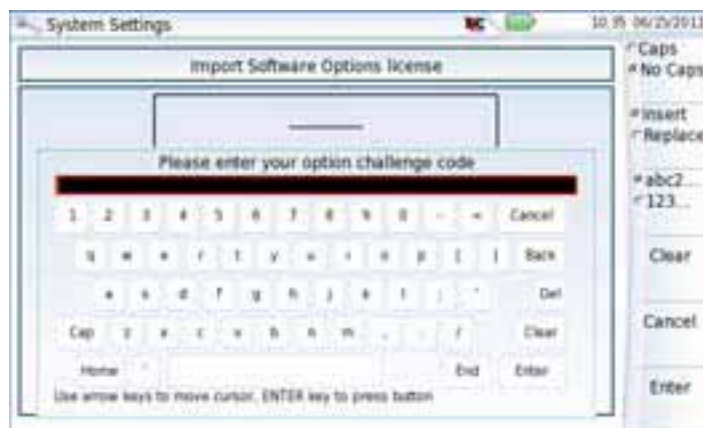 System Settings
10:35 06/15/2011
Import Software Options license
Please enter your option challenge code
1 2 3 4 5 6 7 8 9 0 - = Cancel
q w e r t y u i o p [ ] Back
a s d f g h j k l ; ' Del
Cap z x c v b n m , . / Clear
Home End Enter
Use arrow keys to move cursor, ENTER key to press button
Caps
No Caps
Insert
Replace
abc2...
123...
Clear
Cancel
Enter